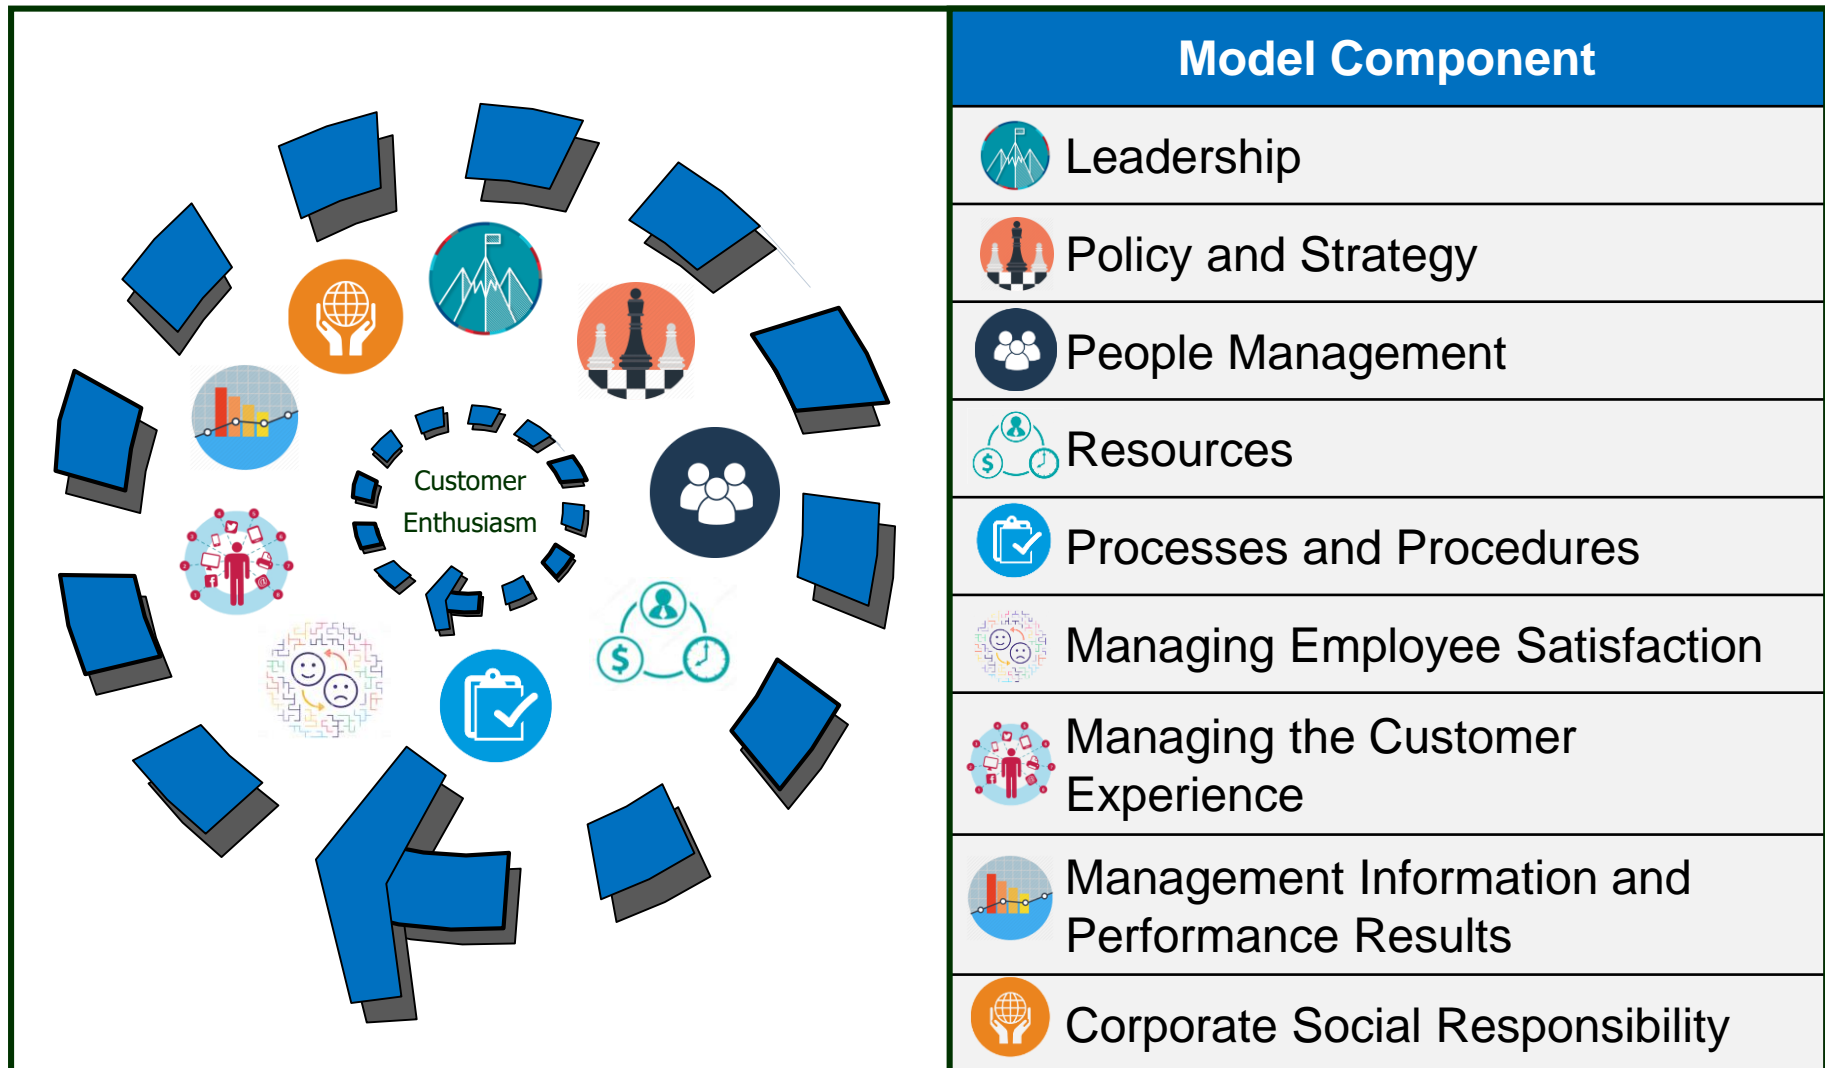 Customer
Enthusiasm
Model Component
Leadership
Policy and Strategy
People Management
Resources
Processes and Procedures
Managing Employee Satisfaction
Managing the Customer
Experience
Management Information and
Performance Results
Corporate Social Responsibility